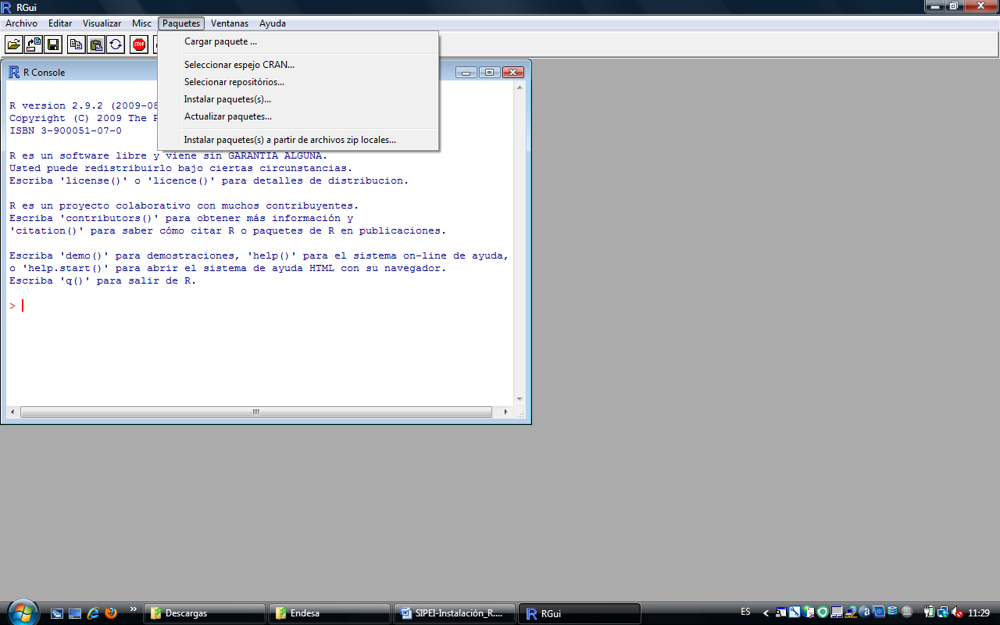 RGui
Archivo Editar Visualizar Misc Paquetes Ventanas Ayuda
STOP
Cargar paquete ...
Seleccionar espejo CRAN...
Selecionar repositórios...
Instalar paquetes(s)...
Actualizar paquetes...
Instalar paquetes(s) a partir de archivos zip locales...
R Console
R version 2.9.2 (2009-08
Copyright (C) 2009 The
ISBN 3-900051-07-0
R es un software libre y viene sin GARANTIA ALGUNA.
Usted puede redistribuirlo bajo ciertas circunstancias.
Escriba 'license()' o 'licence()' para detalles de distribucion.
R es un proyecto colaborativo con muchos contribuyentes.
Escriba 'contributors()' para obtener más información y
'citation()' para saber cómo citar R o paquetes de R en publicaciones.
Escriba 'demo()' para demostraciones, 'help()' para el sistema on-line de ayuda,
o 'help.start()' para abrir el sistema de ayuda HTML con su navegador.
Escriba 'q()' para salir de R.
>
Descargas Endesa SIPEI-Instalación_R.... RGui ES 11:29